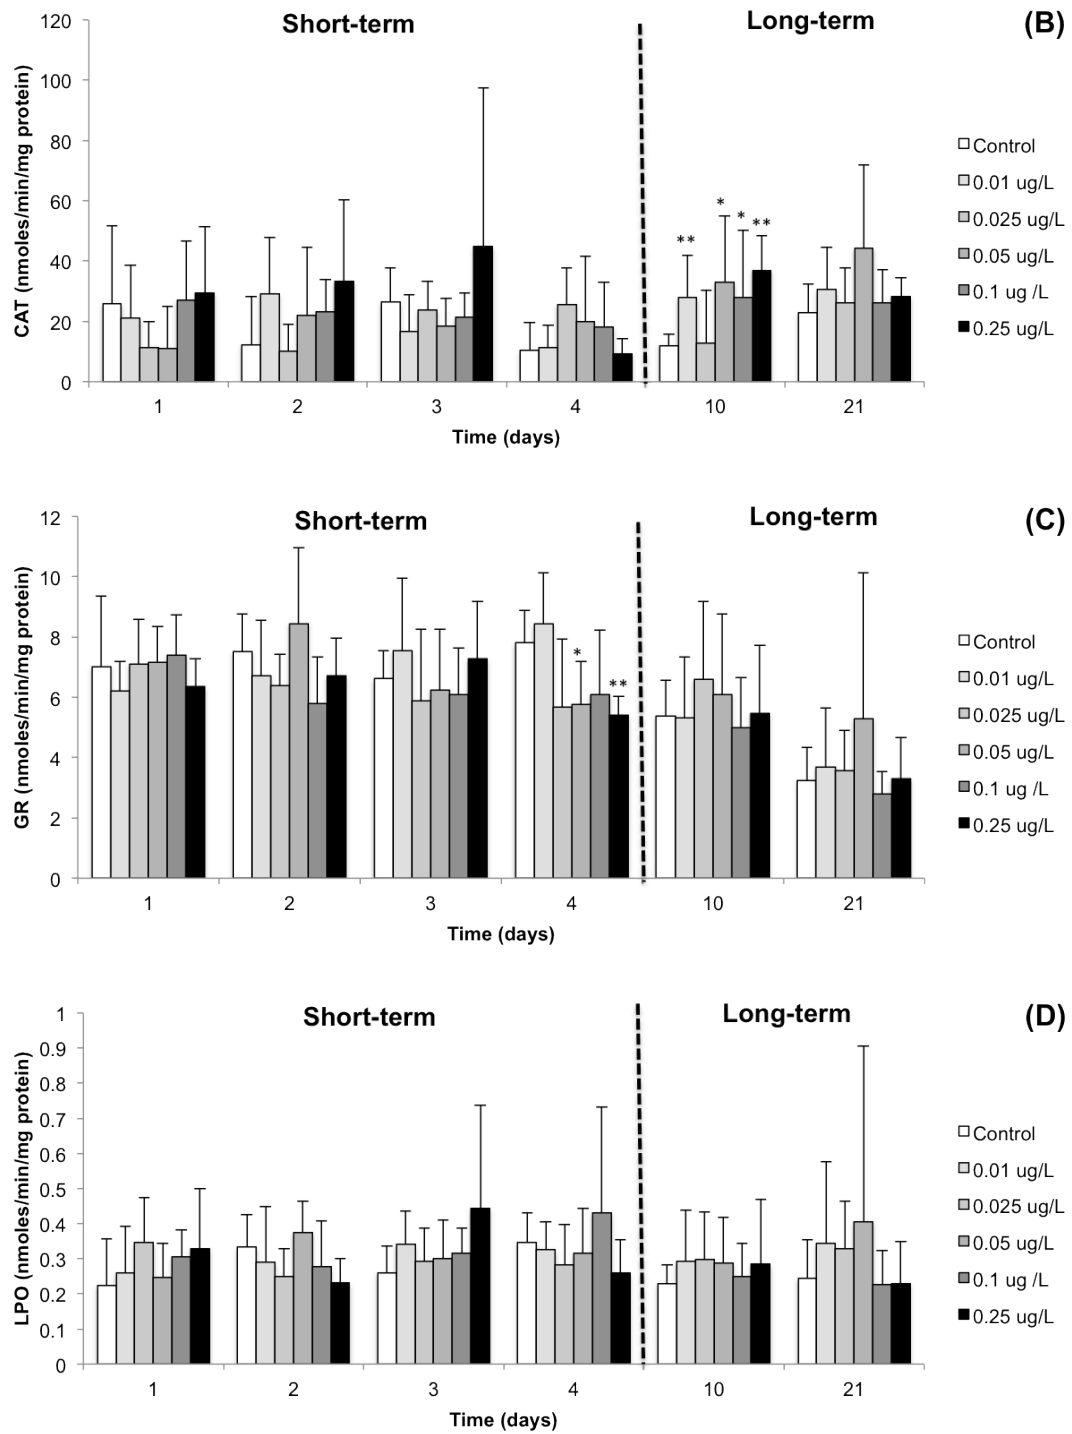 Short-term Long-term (B)
CAT (nmoles/min/mg protein)
120
100
80
60
40
20
0
** * * **
1 2 3 4 10 21
Time (days)
Control
0.01 ug/L
0.025 ug/L
0.05 ug/L
0.1 ug /L
0.25 ug/L
Short-term Long-term (C)
GR (nmoles/min/mg protein)
12
10
8
6
4
2
0
* **
1 2 3 4 10 21
Time (days)
Control
0.01 ug/L
0.025 ug/L
0.05 ug/L
0.1 ug /L
0.25 ug/L
Short-term Long-term (D)
LPO (nmoles/min/mg protein)
1
0.9
0.8
0.7
0.6
0.5
0.4
0.3
0.2
0.1
0
1 2 3 4 10 21
Time (days)
Control
0.01 ug/L
0.025 ug/L
0.05 ug/L
0.1 ug /L
0.25 ug/L